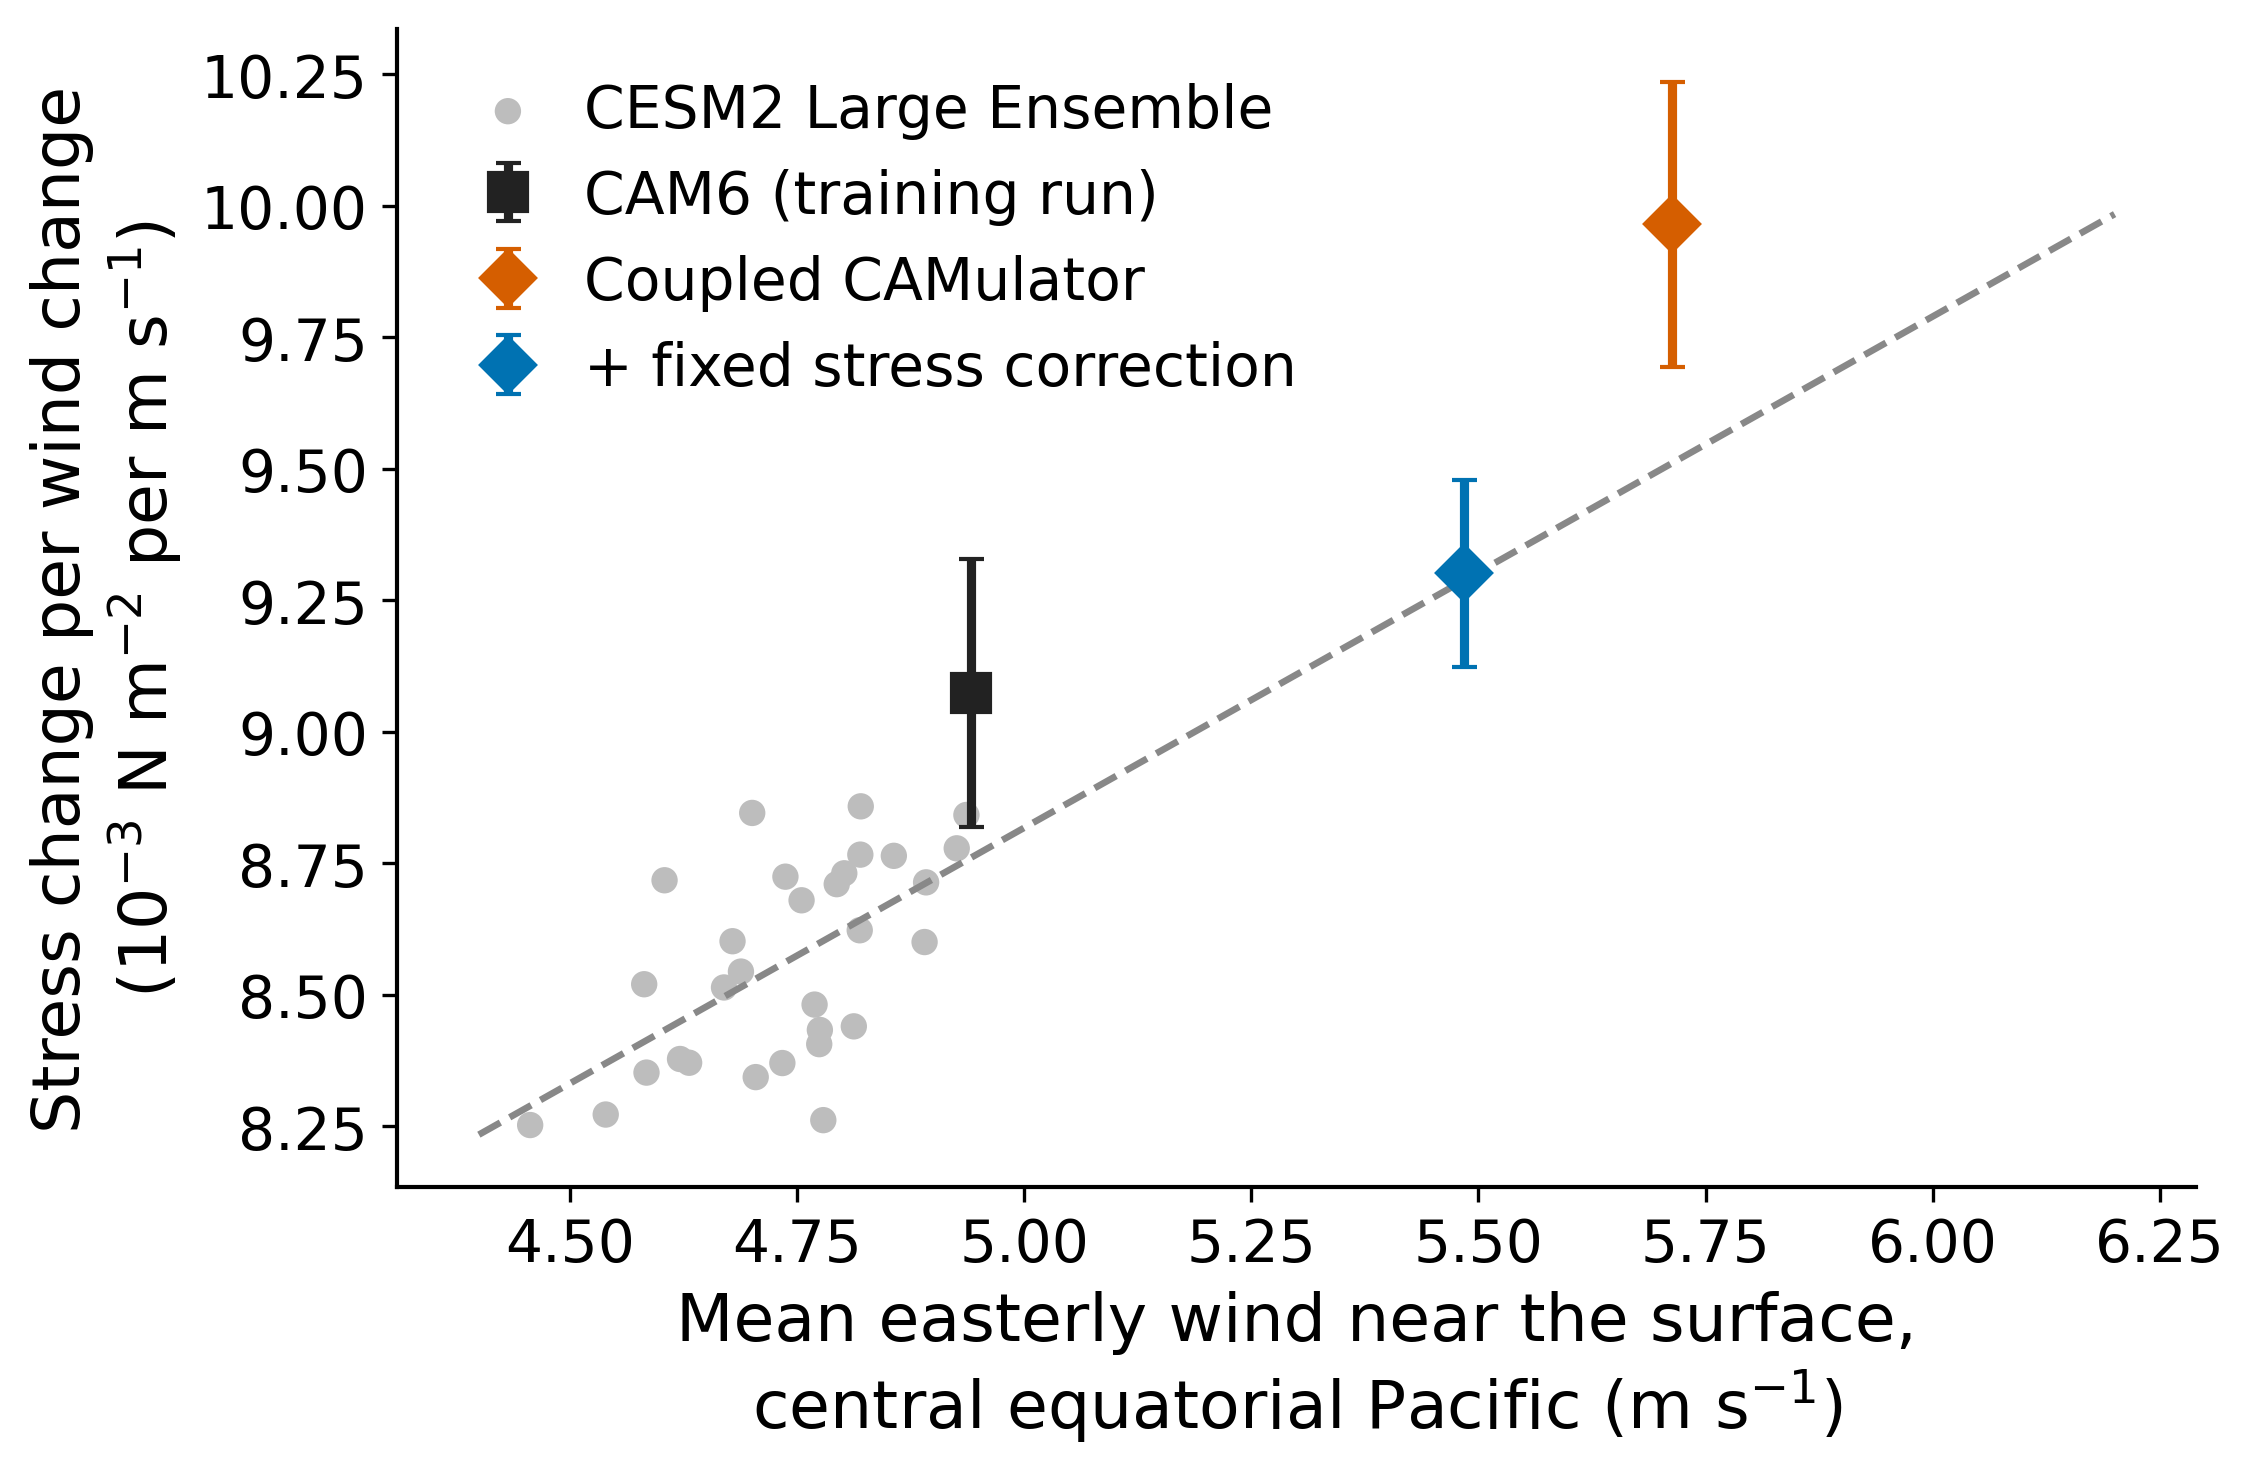 Stress change per wind change
(10⁻³ N m⁻² per m s⁻¹)
10.25
10.00
9.75
9.50
9.25
9.00
8.75
8.50
8.25
CESM2 Large Ensemble
CAM6 (training run)
Coupled CAMulator
+ fixed stress correction
4.50 4.75 5.00 5.25 5.50 5.75 6.00 6.25
Mean easterly wind near the surface,
central equatorial Pacific (m s⁻¹)